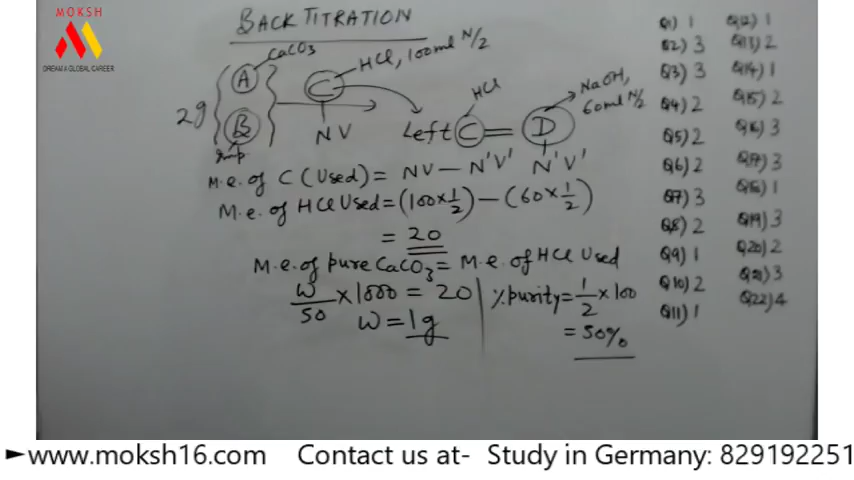 MOKSH
DREAM A GLOBAL CAREER
BACK TITRATION
CaCO3
HCl, 100ml N/2
A
C
HCl
NaOH,
60ml N/2
2g
B
NV
Left C = D
imp
N'V'
M.e. of C (Used) = NV - N'V'
M.e. of HCl Used = (100 x 1/2) - (60 x 1/2)
= 20
M.e. of pure CaCO3 = M.e. of HCl Used
W/50 x 1000 = 20
W = 1g
% purity = 1/2 x 100
= 50%
Q1) 1
Q2) 3
Q3) 3
Q4) 2
Q5) 2
Q6) 2
Q7) 3
Q8) 2
Q9) 1
Q10) 2
Q11) 1
Q12) 1
Q13) 2
Q14) 1
Q15) 2
Q16) 3
Q17) 3
Q18) 1
Q19) 3
Q20) 2
Q21) 3
Q22) 4
►www.moksh16.com Contact us at- Study in Germany: 829192251